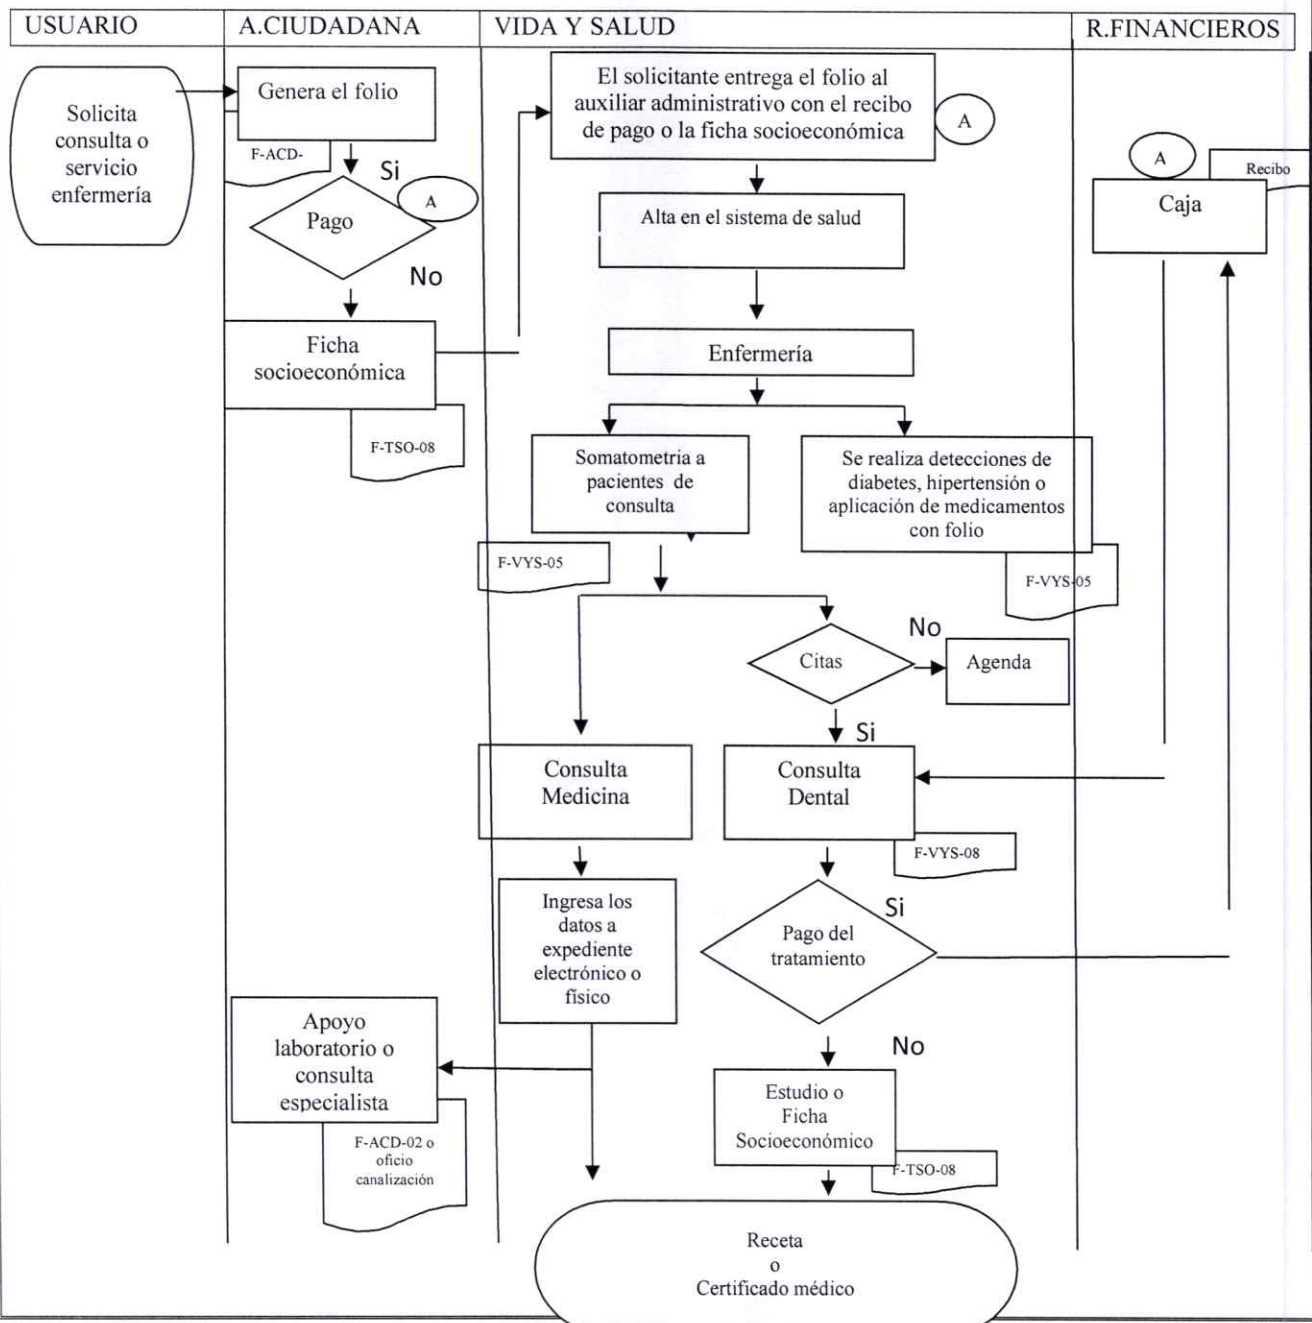 USUARIO
A.CIUDADANA
VIDA Y SALUD
R.FINANCIEROS
Solicita
consulta o
servicio
enfermería
Genera el folio
F-ACD-
Si
A
Pago
No
Ficha
socioeconómica
F-TSO-08
El solicitante entrega el folio al
auxiliar administrativo con el recibo
de pago o la ficha socioeconómica
A
Alta en el sistema de salud
Enfermería
Somatometria a
pacientes de
consulta
F-VYS-05
Se realiza detecciones de
diabetes, hipertensión o
aplicación de medicamentos
con folio
F-VYS-05
A
Recibo
Caja
Citas
No
Agenda
Si
Consulta
Medicina
Consulta
Dental
F-VYS-08
Ingresa los
datos a
expediente
electrónico o
físico
Si
Pago del
tratamiento
No
Apoyo
laboratorio o
consulta
especialista
F-ACD-02 o
oficio
canalización
Estudio o
Ficha
Socioeconómico
F-TSO-08
Receta
o
Certificado médico